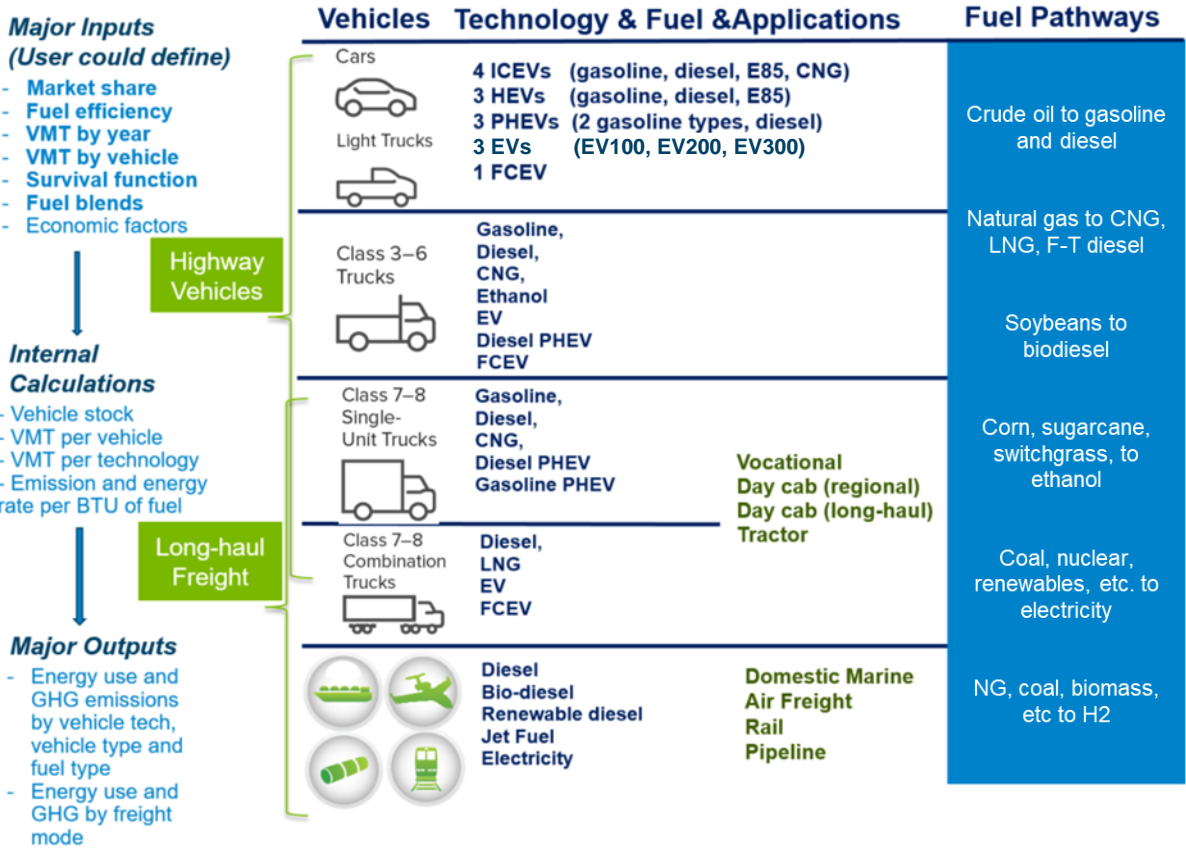 Major Inputs
(User could define)
- Market share
- Fuel efficiency
- VMT by year
- VMT by vehicle
- Survival function
- Fuel blends
- Economic factors
Internal
Calculations
- Vehicle stock
- VMT per vehicle
- VMT per technology
- Emission and energy
rate per BTU of fuel
Major Outputs
- Energy use and
GHG emissions
by vehicle tech,
vehicle type and
fuel type
- Energy use and
GHG by freight
mode
Highway
Vehicles
Long-haul
Freight
Vehicles Technology & Fuel &Applications Fuel Pathways
Cars
Light Trucks
4 ICEVs (gasoline, diesel, E85, CNG)
3 HEVs (gasoline, diesel, E85)
3 PHEVs (2 gasoline types, diesel)
3 EVs (EV100, EV200, EV300)
1 FCEV
Class 3–6
Trucks
Gasoline,
Diesel,
CNG,
Ethanol
EV
Diesel PHEV
FCEV
Class 7–8
Single-
Unit Trucks
Gasoline,
Diesel,
CNG,
Diesel PHEV
Gasoline PHEV
Class 7–8
Combination
Trucks
Diesel,
LNG
EV
FCEV
Vocational
Day cab (regional)
Day cab (long-haul)
Tractor
Diesel
Bio-diesel
Renewable diesel
Jet Fuel
Electricity
Domestic Marine
Air Freight
Rail
Pipeline
Crude oil to gasoline
and diesel
Natural gas to CNG,
LNG, F-T diesel
Soybeans to
biodiesel
Corn, sugarcane,
switchgrass, to
ethanol
Coal, nuclear,
renewables, etc. to
electricity
NG, coal, biomass,
etc to H2